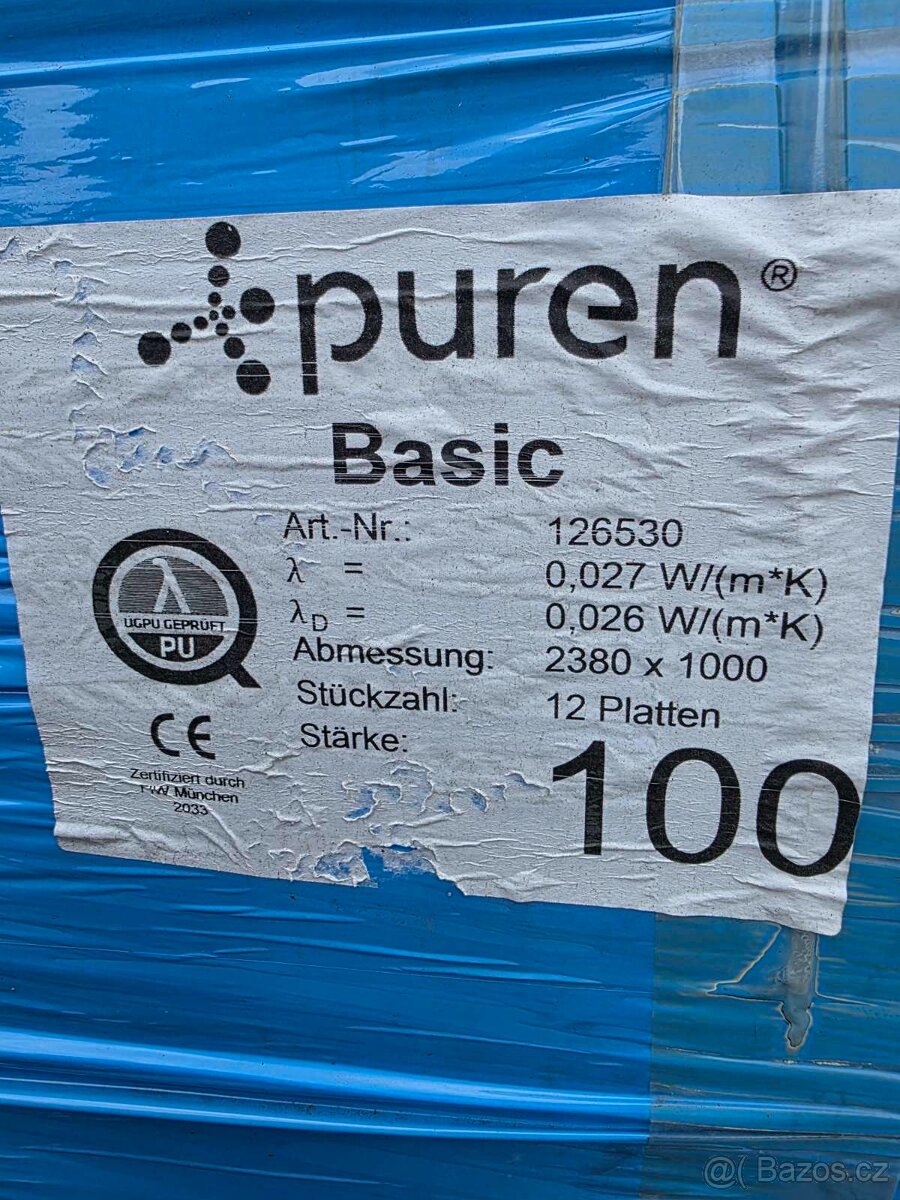 puren®
Basic
Art.-Nr.: 126530
λ = 0,027 W/(m*K)
λD = 0,026 W/(m*K)
Abmessung: 2380 x 1000
Stückzahl: 12 Platten
Stärke: 100
λ
ÜGPU GEPRÜFT
PU
CE
Zertifiziert durch
FIW München
2033
@( Bazos.cz